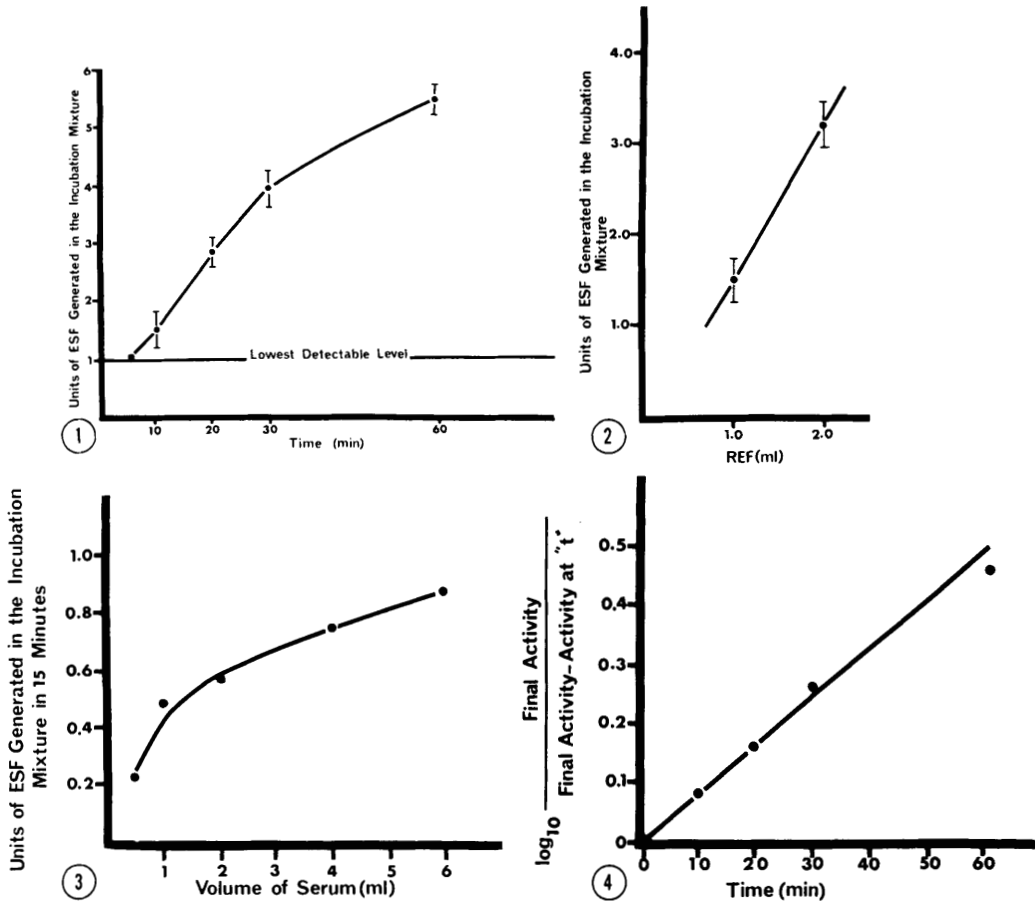 Units of ESF Generated in the Incubation Mixture
6
5
4
3
2
1
Lowest Detectable Level
10 20 30 60
Time (min)
1
Units of ESF Generated in the Incubation
Mixture
4.0
3.0
2.0
1.0
1.0 2.0
REF(ml)
2
Units of ESF Generated in the Incubation
Mixture in 15 Minutes
1.0
0.8
0.6
0.4
0.2
1 2 3 4 5 6
Volume of Serum(ml)
3
log10 Final Activity
Final Activity-Activity at "t"
0.5
0.4
0.3
0.2
0.1
0
0 10 20 30 40 50 60
Time (min)
4